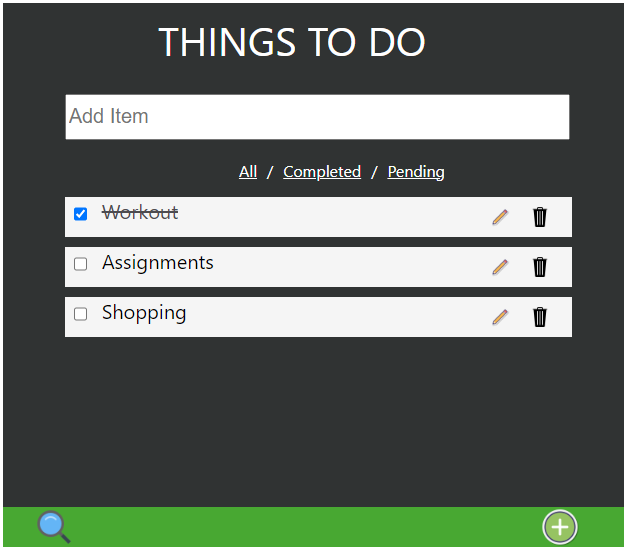 THINGS TO DO
Add Item
All / Completed / Pending
Workout
Assignments
Shopping